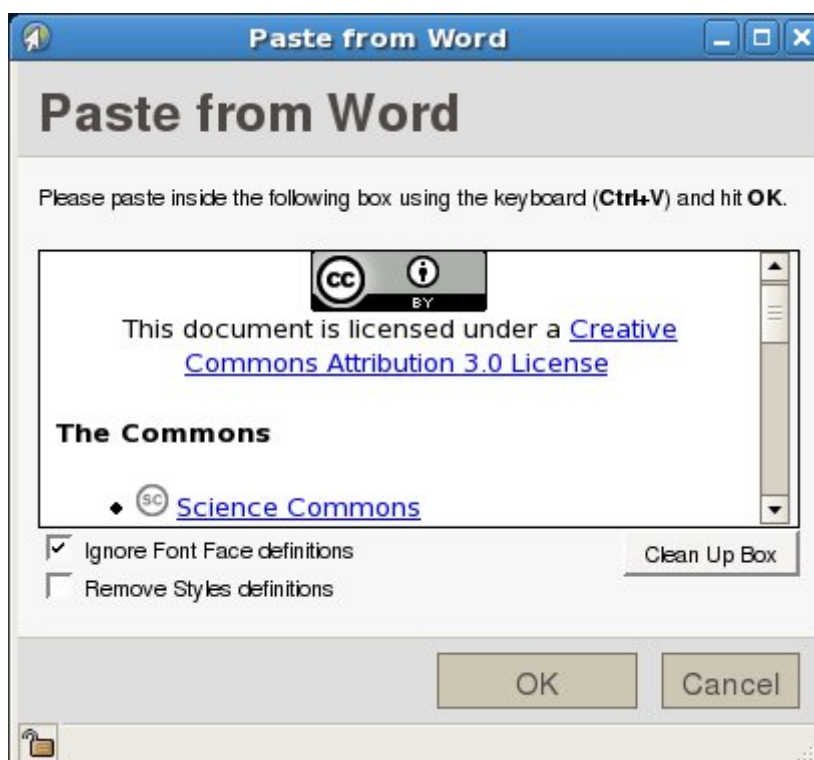 Paste from Word
Paste from Word
Please paste inside the following box using the keyboard (Ctrl+V) and hit OK.
cc
BY
This document is licensed under a Creative
Commons Attribution 3.0 License
The Commons
sc Science Commons
Ignore Font Face definitions
Clean Up Box
Remove Styles definitions
OK
Cancel